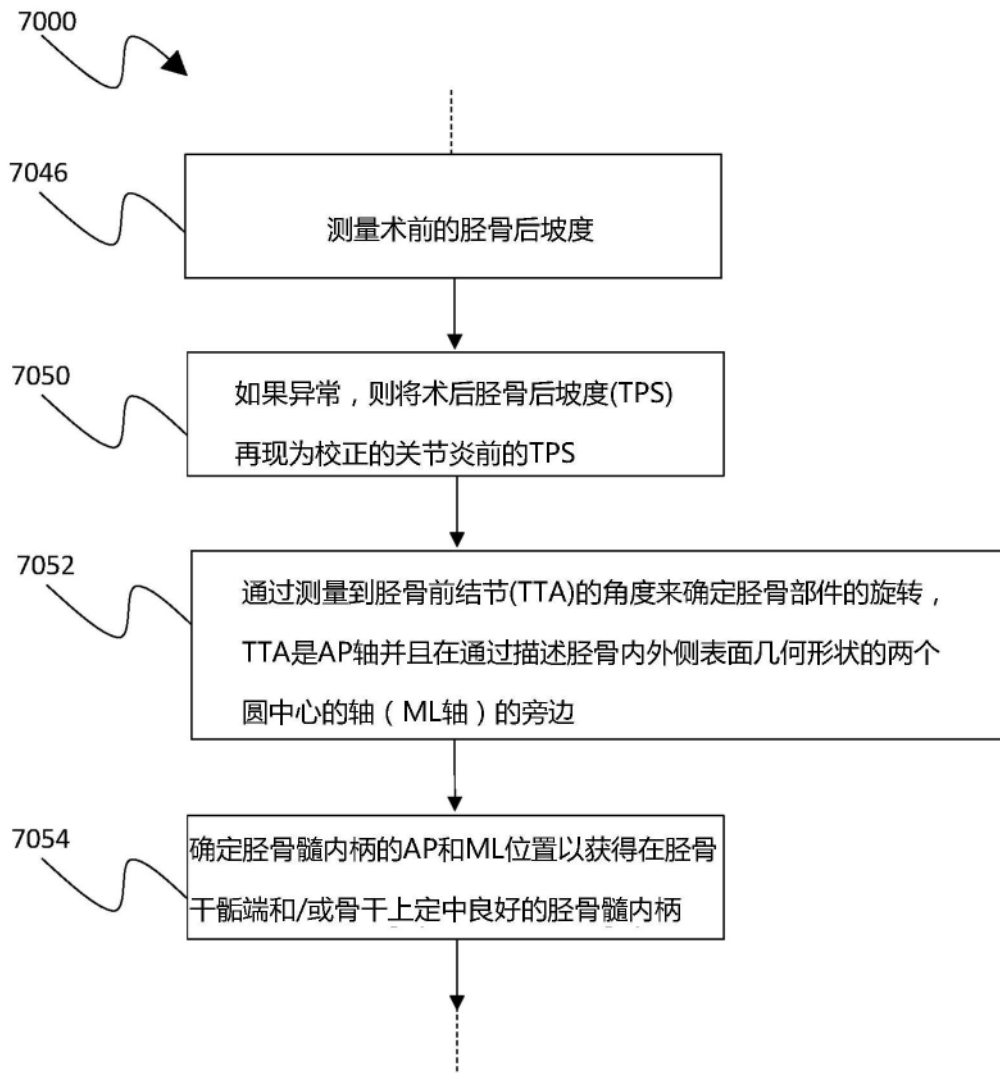 7000
7046
测量术前的胫骨后坡度
7050
如果异常，则将术后胫骨后坡度(TPS)
再现为校正的关节炎前的TPS
7052
通过测量到胫骨前结节(TTA)的角度来确定胫骨部件的旋转，
TTA是AP轴并且在通过描述胫骨内外侧表面几何形状的两个
圆中心的轴（ML轴）的旁边
7054
确定胫骨髓内柄的AP和ML位置以获得在胫骨
干骺端和/或骨干上定中良好的胫骨髓内柄